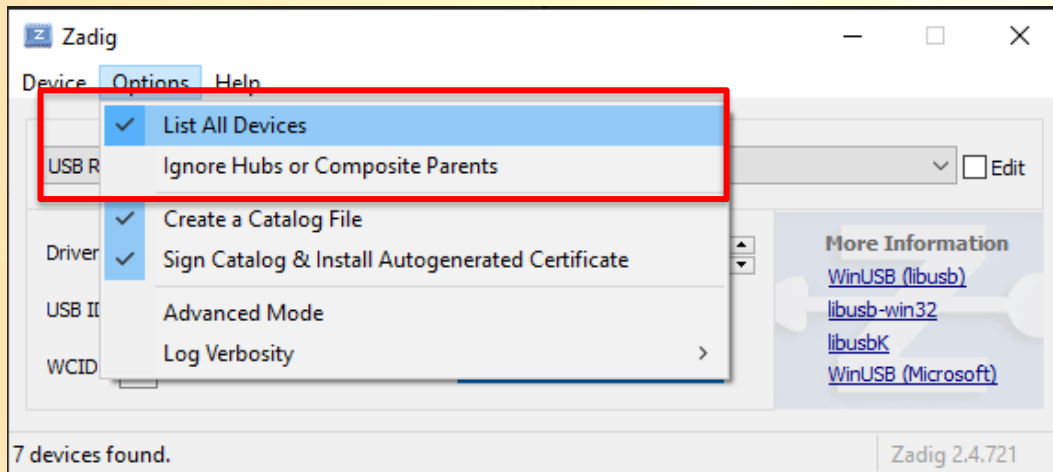 Zadig
Device Options Help
List All Devices
Ignore Hubs or Composite Parents
USB R
Edit
Create a Catalog File
Sign Catalog & Install Autogenerated Certificate
Driver
More Information
WinUSB (libusb)
libusb-win32
libusbK
WinUSB (Microsoft)
USB ID
Advanced Mode
Log Verbosity
WCID
7 devices found.
Zadig 2.4.721